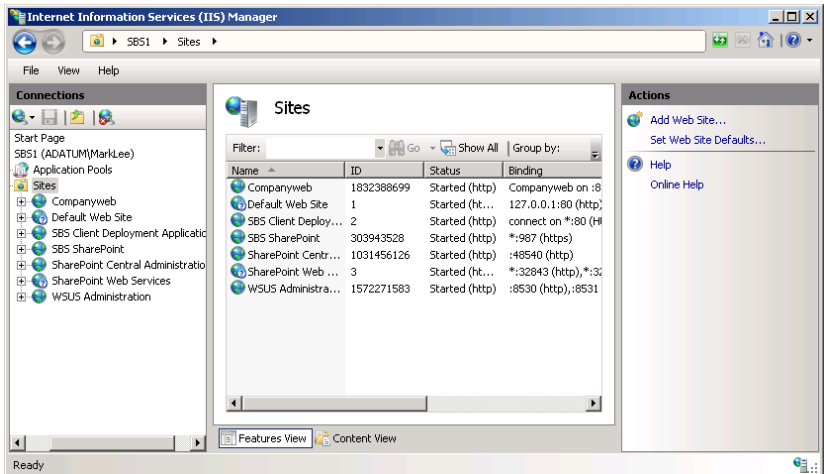 Internet Information Services (IIS) Manager
SBS1 Sites
File View Help
Connections
Start Page
SBS1 (ADATUM\MarkLee)
Application Pools
Sites
Companyweb
Default Web Site
SBS Client Deployment Applicatic
SBS SharePoint
SharePoint Central Administratio
SharePoint Web Services
WSUS Administration
Sites
Filter: Go Show All Group by:
Name ID Status Binding
Companyweb 1832388699 Started (http) Companyweb on :8
Default Web Site 1 Started (ht... 127.0.0.1:80 (http)
SBS Client Deploy... 2 Started (http) connect on *:80 (H
SBS SharePoint 303943528 Started (http) *:987 (https)
SharePoint Centr... 1031456126 Started (http) :48540 (http)
SharePoint Web ... 3 Started (ht... *:32843 (http),*:32
WSUS Administra... 1572271583 Started (http) :8530 (http),:8531
Features View Content View
Actions
Add Web Site...
Set Web Site Defaults...
Help
Online Help
Ready